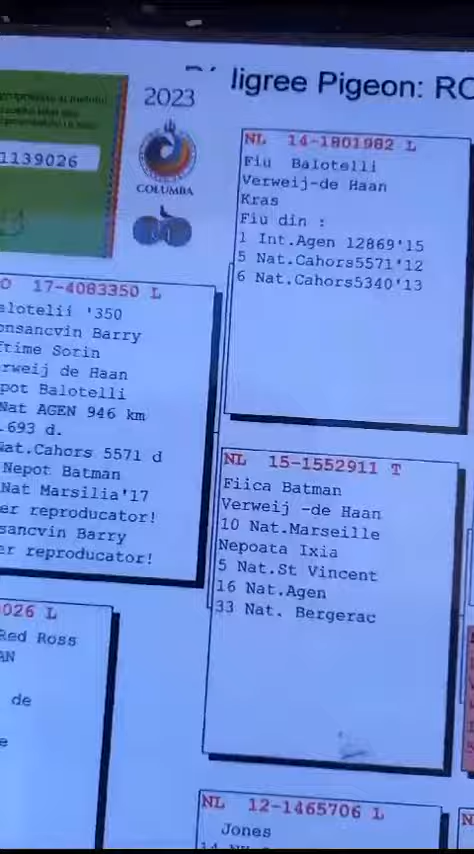 ligree Pigeon: RO
2023
1139026
COLUMBA
NL 14-1801982 L
Fiu Balotelli
Verweij-de Haan
Kras
Fiu din :
1 Int.Agen 12869'15
5 Nat.Cahors5571'12
6 Nat.Cahors5340'13
O 17-4083350 L
alotelii '350
onsancvin Barry
ftime Sorin
rweij de Haan
pot Balotelli
Nat AGEN 946 km
.693 d.
Nat.Cahors 5571 d
Nepot Batman
Nat Marsilia'17
er reproducator!
sancvin Barry
er reproducator!
NL 15-1552911 T
Fiica Batman
Verweij -de Haan
10 Nat.Marseille
Nepoata Ixia
5 Nat.St Vincent
16 Nat.Agen
33 Nat. Bergerac
026 L
Red Ross
AN
de
e
NL 12-1465706 L
Jones
N